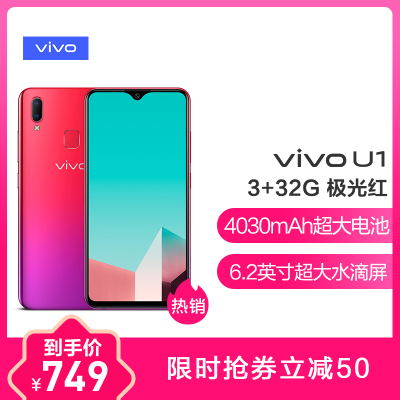 vivo
vivo
vivo U1
3+32G 极光红
4030mAh超大电池
6.2英寸超大水滴屏
热销
到手价
¥749
限时抢券立减50